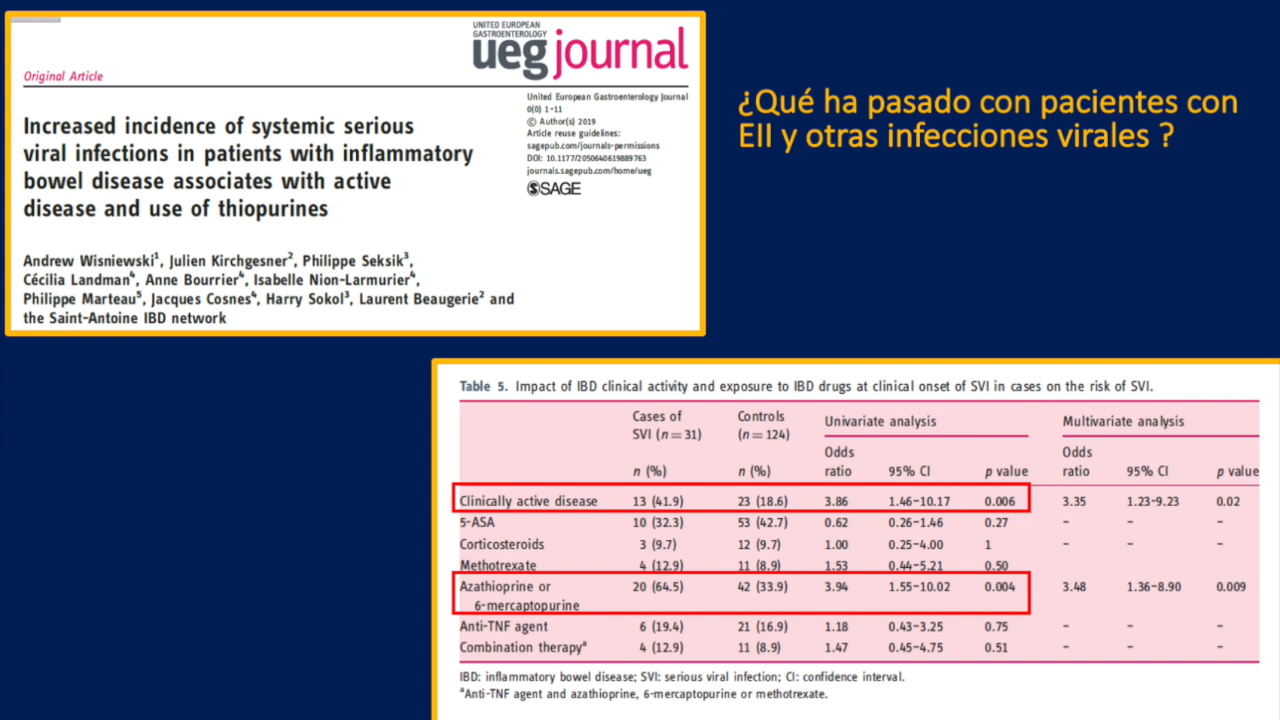 UNITED EUROPEAN
GASTROENTEROLOGY
ueg journal
Original Article
United European Gastroenterology Journal
0(0) 1–11
© Author(s) 2019
Article reuse guidelines:
sagepub.com/journals-permissions
DOI: 10.1177/2050640619889763
journals.sagepub.com/home/ueg
SAGE
Increased incidence of systemic serious
viral infections in patients with inflammatory
bowel disease associates with active
disease and use of thiopurines
Andrew Wisniewski¹, Julien Kirchgesner², Philippe Seksik³,
Cécilia Landman⁴, Anne Bourrier⁴, Isabelle Nion-Larmurier⁴,
Philippe Marteau⁵, Jacques Cosnes⁴, Harry Sokol³, Laurent Beaugerie² and
the Saint-Antoine IBD network
¿Qué ha pasado con pacientes con
EII y otras infecciones virales ?
Table 5. Impact of IBD clinical activity and exposure to IBD drugs at clinical onset of SVI in cases on the risk of SVI.
Cases of Controls Univariate analysis Multivariate analysis
SVI (n = 31) (n = 124)
Odds Odds
n (%) n (%) ratio 95% CI p value ratio 95% CI p value
Clinically active disease 13 (41.9) 23 (18.6) 3.86 1.46–10.17 0.006 3.35 1.23-9.23 0.02
5-ASA 10 (32.3) 53 (42.7) 0.62 0.26–1.46 0.27 – – –
Corticosteroids 3 (9.7) 12 (9.7) 1.00 0.25–4.00 1 – – –
Methotrexate 4 (12.9) 11 (8.9) 1.53 0.44–5.21 0.50
Azathioprine or 20 (64.5) 42 (33.9) 3.94 1.55–10.02 0.004 3.48 1.36–8.90 0.009
6-mercaptopurine
Anti-TNF agent 6 (19.4) 21 (16.9) 1.18 0.43–3.25 0.75 – – –
Combination therapyᵃ 4 (12.9) 11 (8.9) 1.47 0.45–4.75 0.51 – – –
IBD: inflammatory bowel disease; SVI: serious viral infection; CI: confidence interval.
ᵃAnti-TNF agent and azathioprine, 6-mercaptopurine or methotrexate.